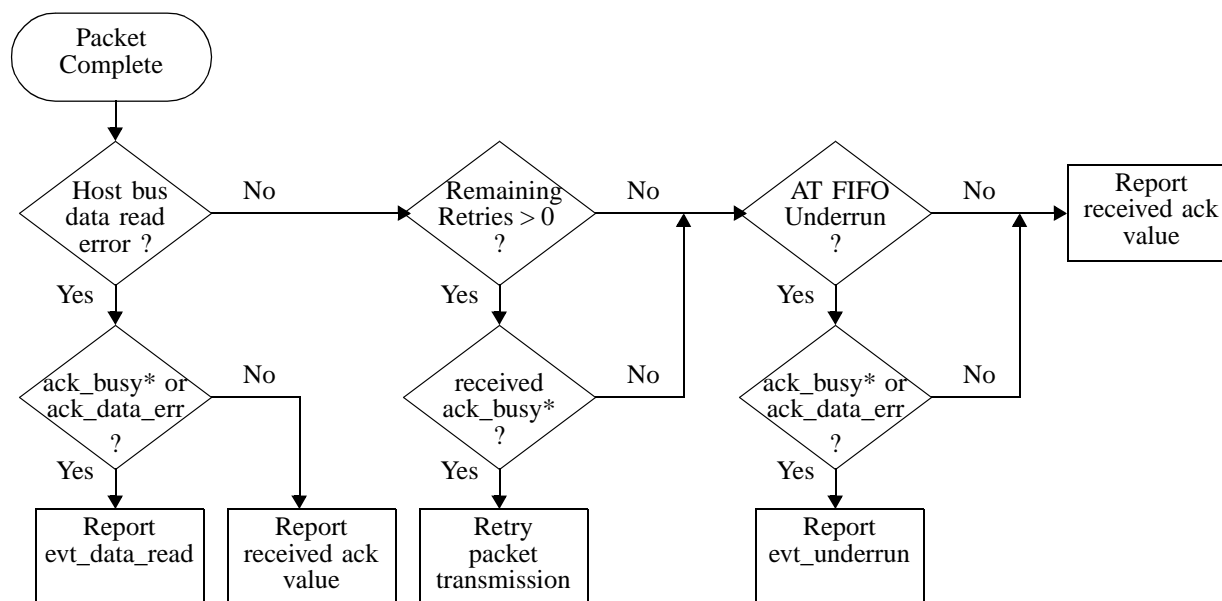 Packet
Complete
Host bus
data read
error ?
No
Remaining
Retries > 0
?
No
AT FIFO
Underrun
?
No
Report
received ack
value
Yes
Yes
Yes
ack_busy* or
ack_data_err
?
No
received
ack_busy*
?
No
ack_busy* or
ack_data_err
?
No
Yes
Yes
Yes
Report
evt_data_read
Report
received ack
value
Retry
packet
transmission
Report
evt_underrun